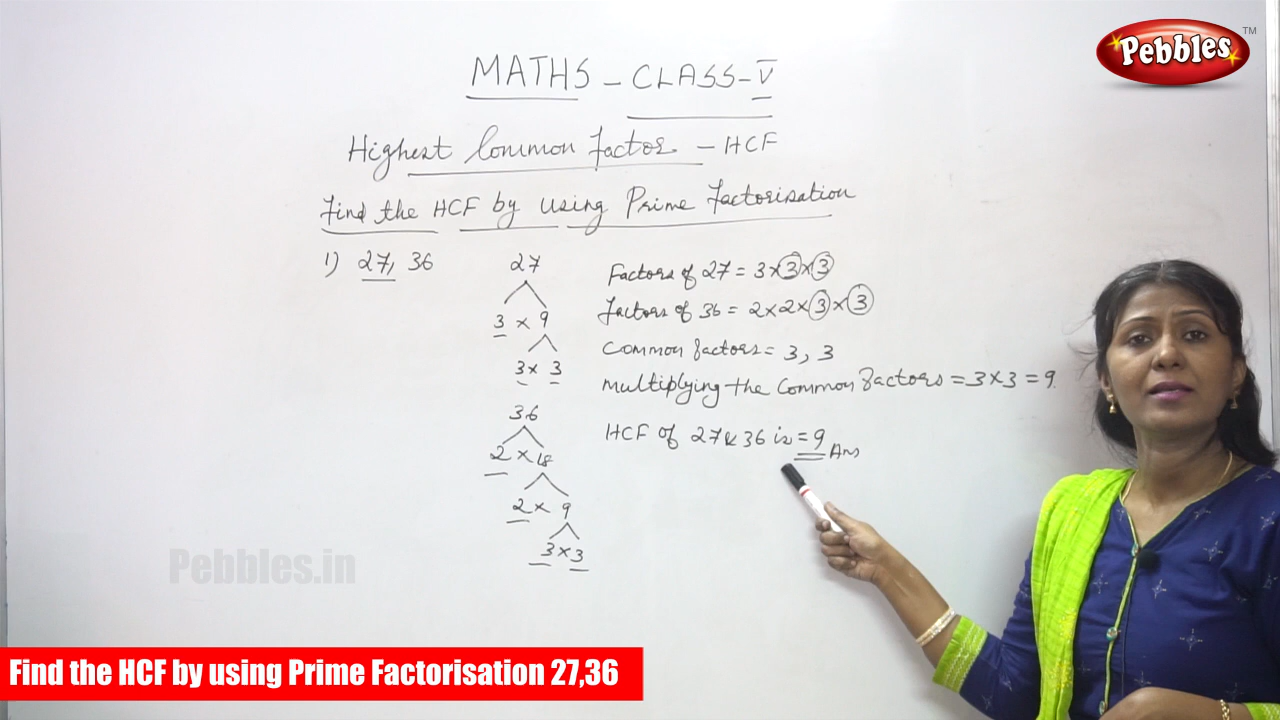 Pebbles TM
MATHS - CLASS - V
Highest Common Factor - HCF
Find the HCF by using Prime Factorisation
1) 27, 36
27
3 × 9
3 × 3
36
2 × 18
2 × 9
3 × 3
Factors of 27 = 3 × 3 × 3
Factors of 36 = 2 × 2 × 3 × 3
Common factors = 3, 3
Multiplying the Common factors = 3 × 3 = 9.
HCF of 27 & 36 is = 9 Ans
Pebbles.in
Find the HCF by using Prime Factorisation 27,36